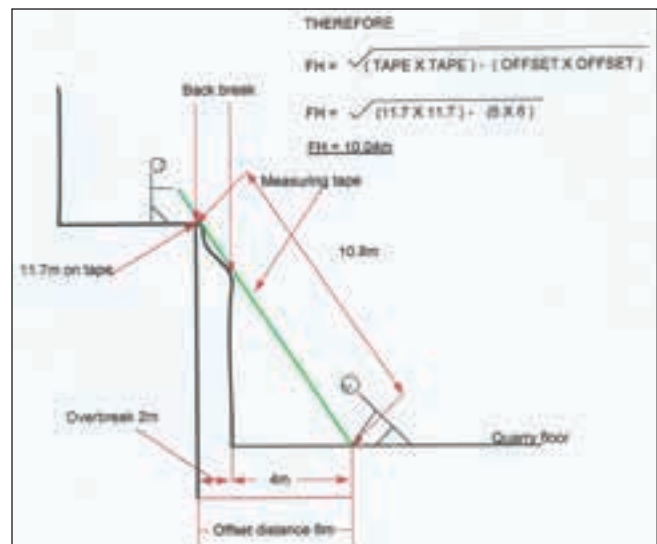 THEREFORE
FH = √(TAPE X TAPE) - (OFFSET X OFFSET)
FH = √(11.7 X 11.7) - (6 X 6)
FH = 10.04m
Back break
Measuring tape
10.8m
11.7m on tape
Overbreak 2m
Quarry floor
4m
Offset distance 6m